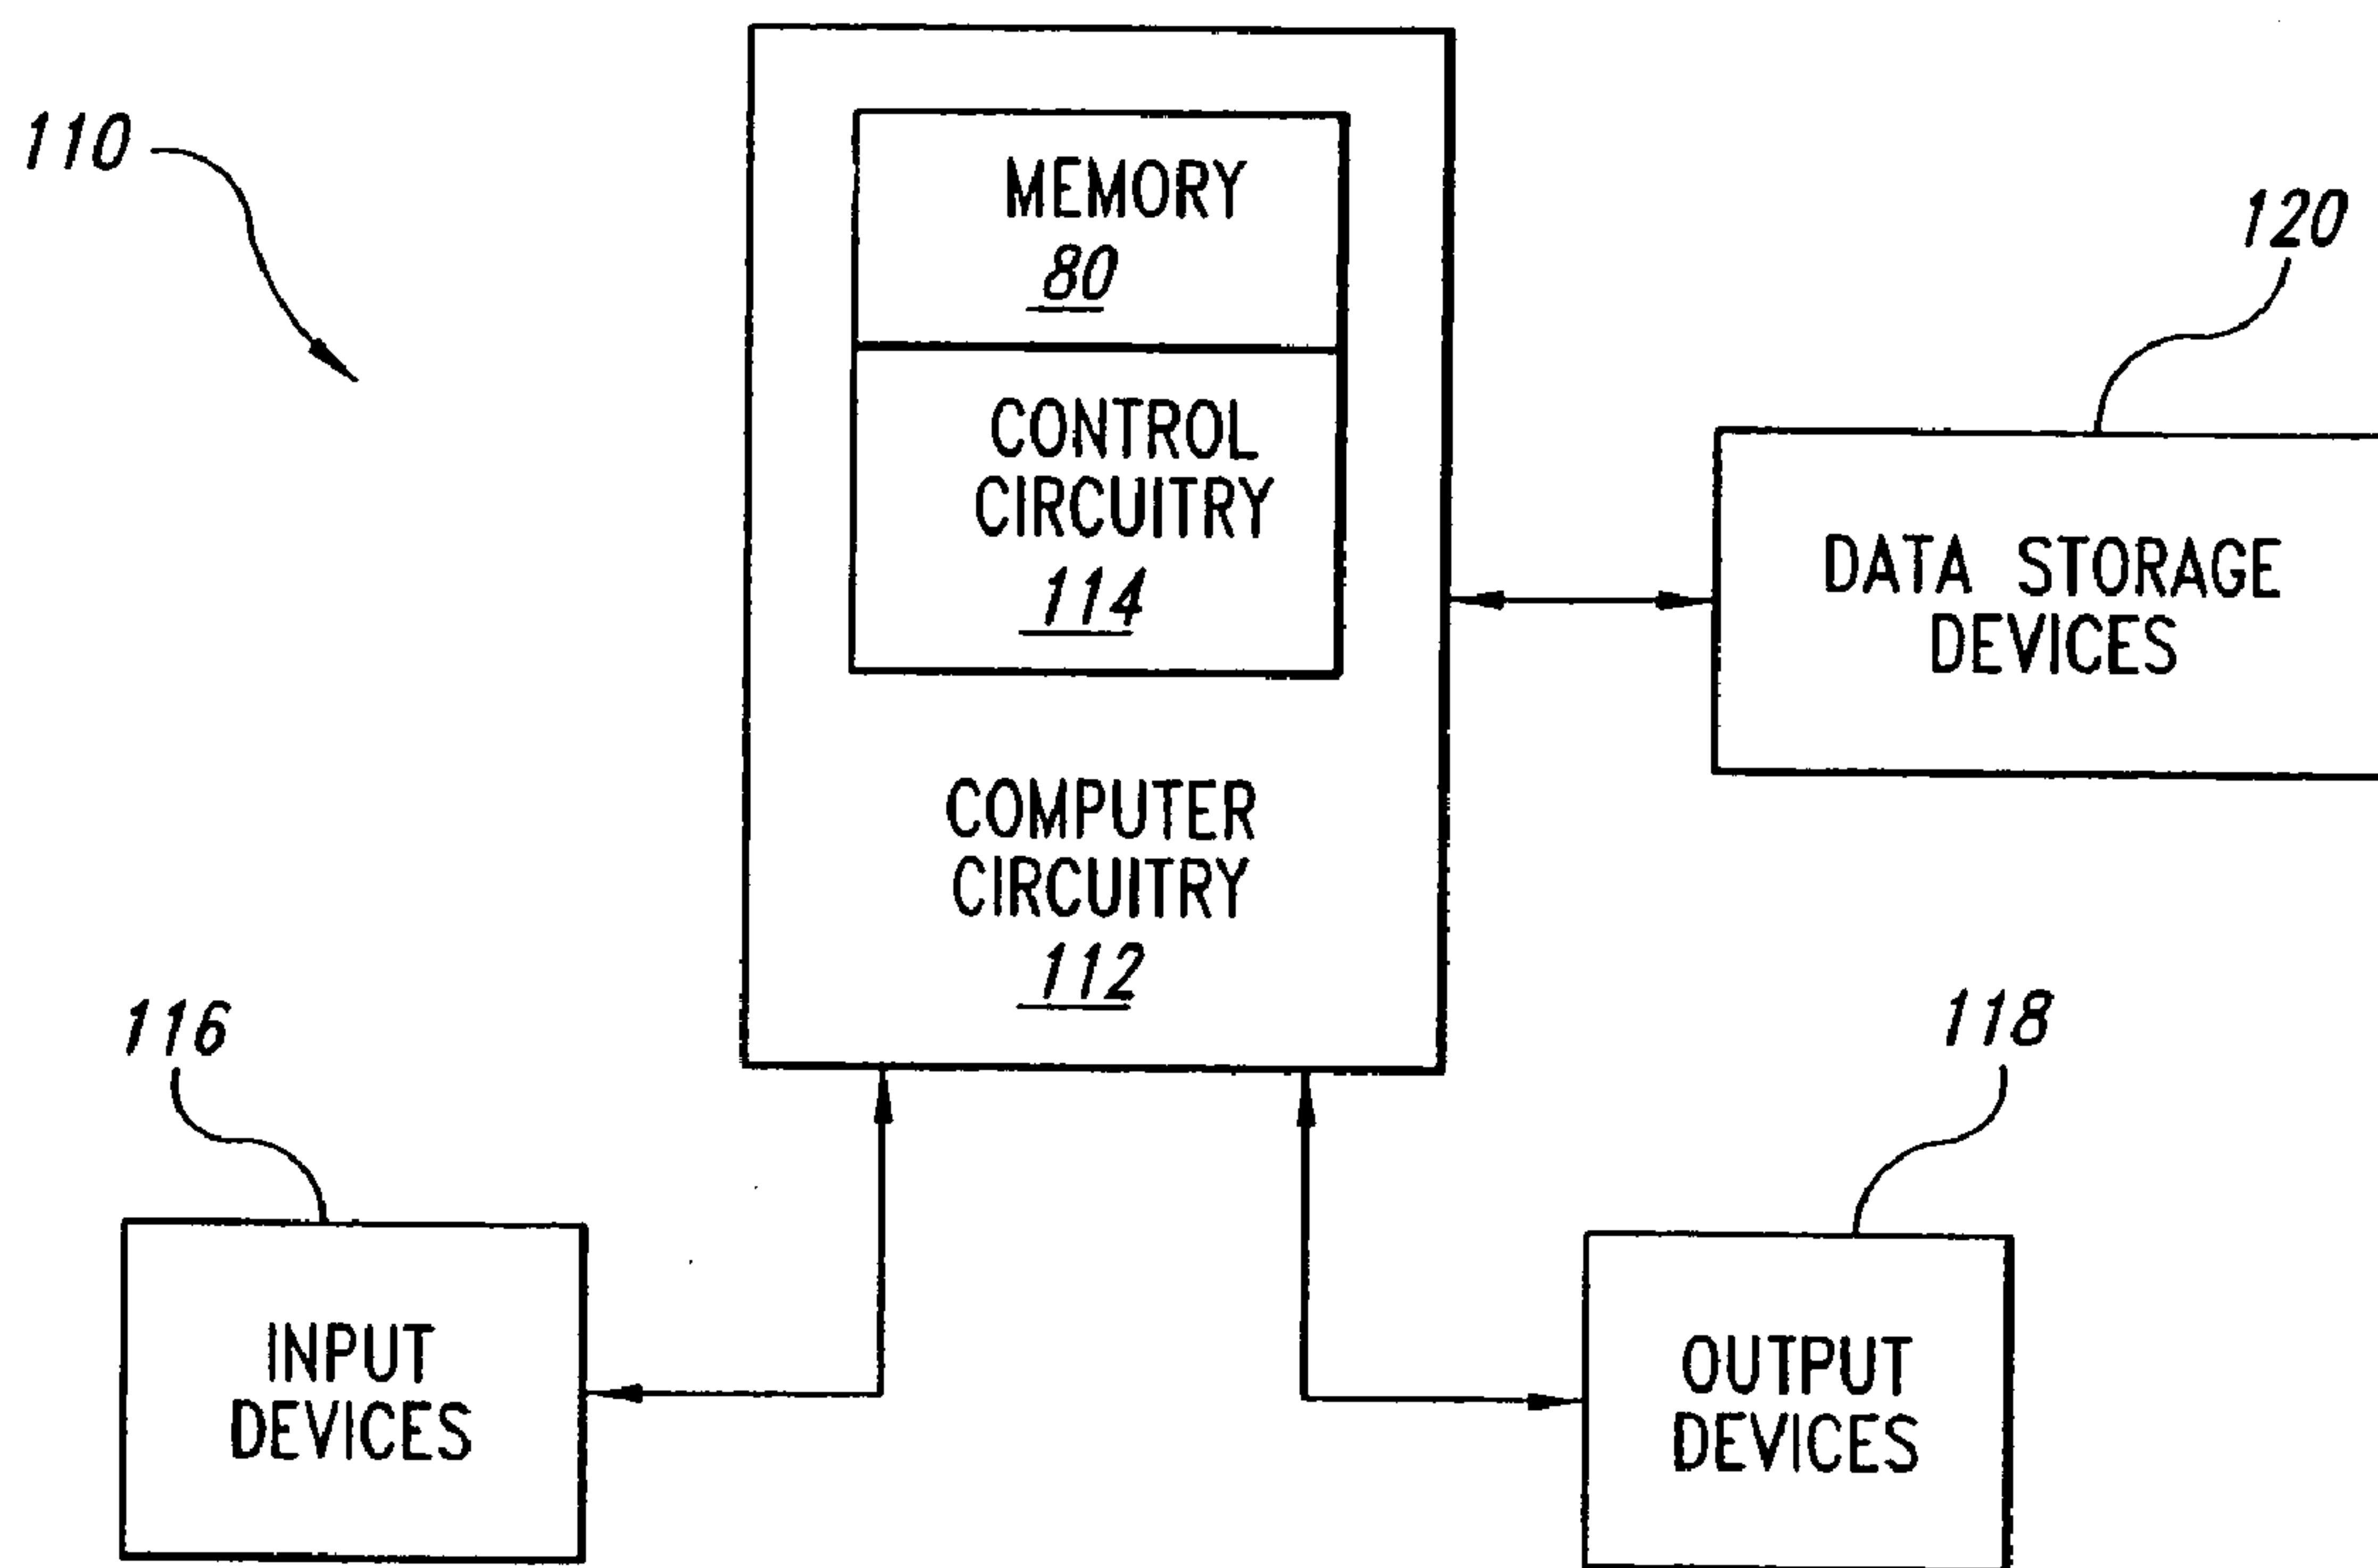 110
MEMORY
80
CONTROL
CIRCUITRY
114
120
DATA STORAGE
DEVICES
COMPUTER
CIRCUITRY
112
116
INPUT
DEVICES
118
OUTPUT
DEVICES